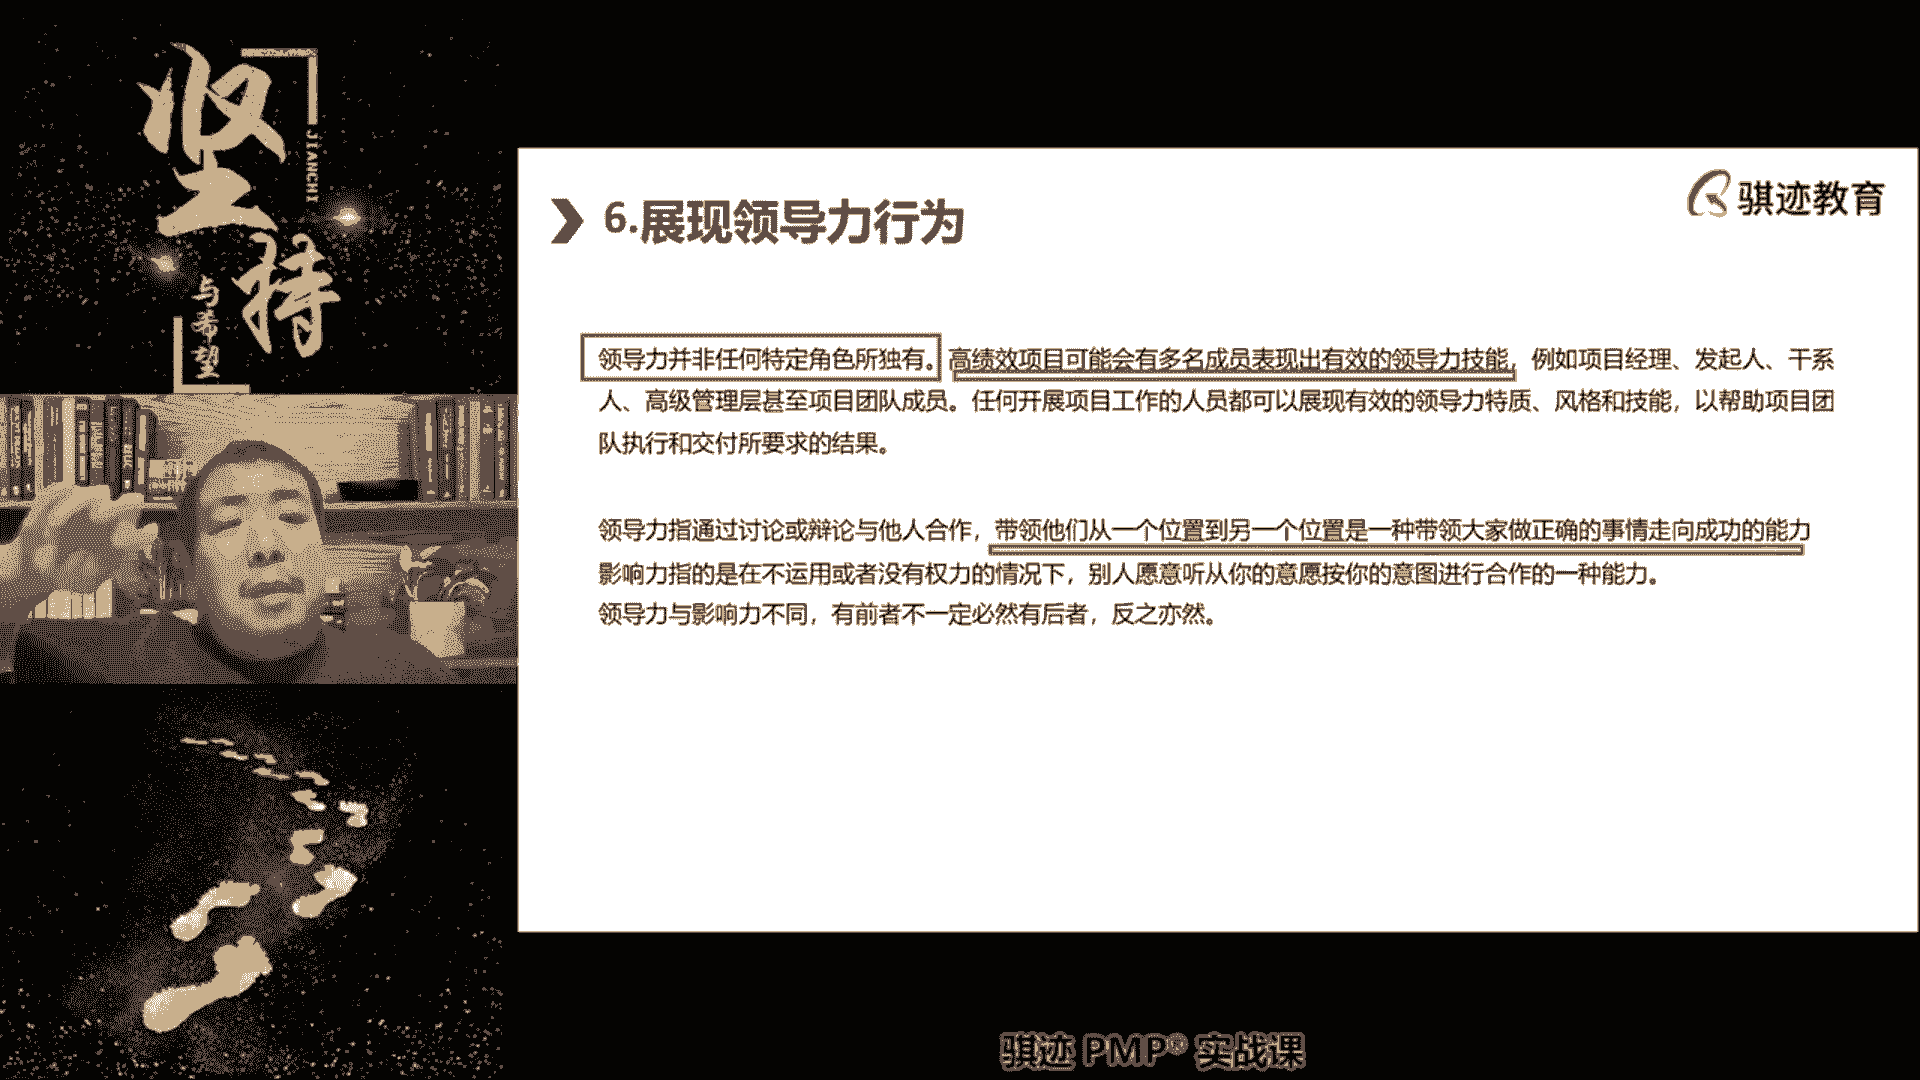 坚持
JIANCHI
与希望
骐迹教育
6.展现领导力行为
领导力并非任何特定角色所独有。高绩效项目可能会有多名成员表现出有效的领导力技能，例如项目经理、发起人、干系
人、高级管理层甚至项目团队成员。任何开展项目工作的人员都可以展现有效的领导力特质、风格和技能，以帮助项目团
队执行和交付所要求的结果。
领导力指通过讨论或辩论与他人合作，带领他们从一个位置到另一个位置是一种带领大家做正确的事情走向成功的能力
影响力指的是在不运用或者没有权力的情况下，别人愿意听从你的意愿按你的意图进行合作的一种能力。
领导力与影响力不同，有前者不一定必然有后者，反之亦然。
骐迹 PMP® 实战课